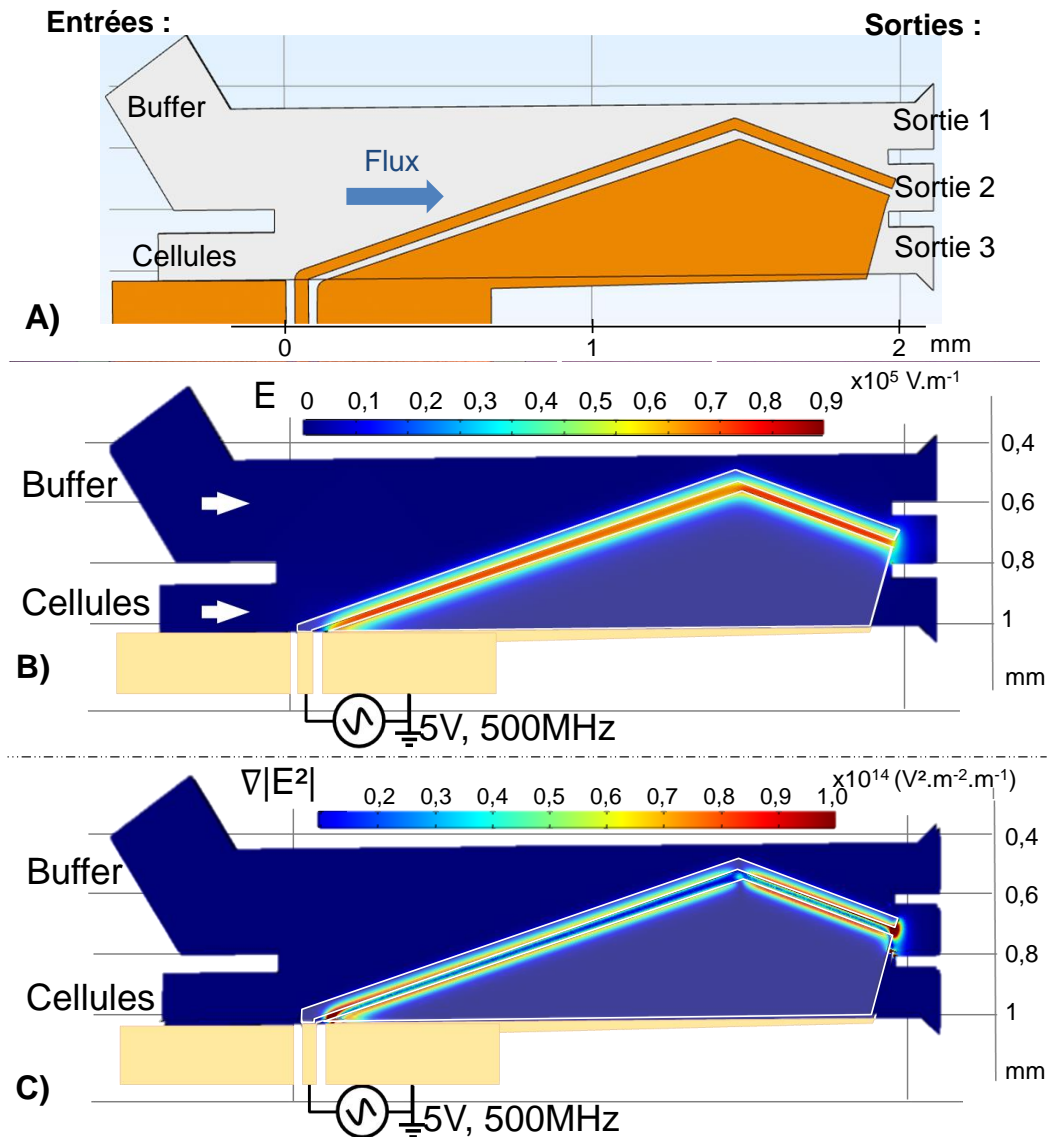 Entrées :
Sorties :
Buffer
Sortie 1
Flux
Sortie 2
Cellules
Sortie 3
A)
0 1 2 mm
E
0 0,1 0,2 0,3 0,4 0,5 0,6 0,7 0,8 0,9
x10⁵ V.m⁻¹
0,4
Buffer
0,6
0,8
Cellules
1
B)
mm
5V, 500MHz
∇|E²|
0,2 0,3 0,4 0,5 0,6 0,7 0,8 0,9 1,0
x10¹⁴ (V².m⁻².m⁻¹)
0,4
Buffer
0,6
0,8
Cellules
1
mm
C)
5V, 500MHz